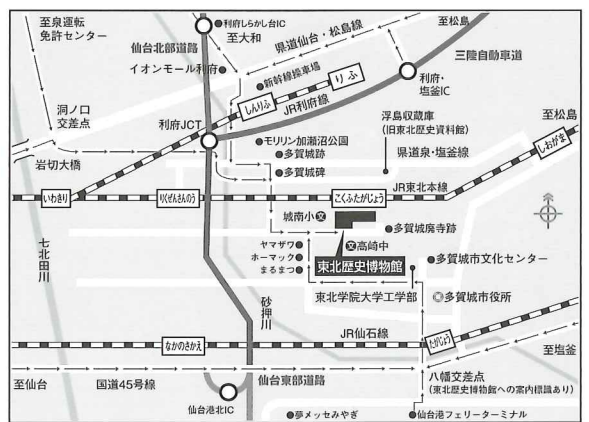 至泉運転
免許センター
仙台北部道路
利府しらかし台IC
至大和
県道仙台・松島線
至松島
三陸自動車道
イオンモール利府
新幹線操車場
りふ
しんりふ
JR利府線
利府・
塩釜IC
洞ノ口
交差点
利府JCT
モリリン加瀬沼公園
浮島収蔵庫
(旧東北歴史資料館)
至松島
岩切大橋
多賀城跡
多賀城碑
県道泉・塩釜線
しおがま
JR東北本線
いわきり
りくぜんさんのう
こくふたがじょう
城南小
文
多賀城廃寺跡
七北田川
ヤマザワ
ホーマック
まるまつ
文
高崎中
東北歴史博物館
多賀城市文化センター
東北学院大学工学部
多賀城市役所
砂押川
JR仙石線
なかのさかえ
たがじょう
至塩釜
至仙台
国道45号線
仙台東部道路
八幡交差点
(東北歴史博物館への案内標識あり)
仙台港北IC
夢メッセみやぎ
仙台港フェリーターミナル